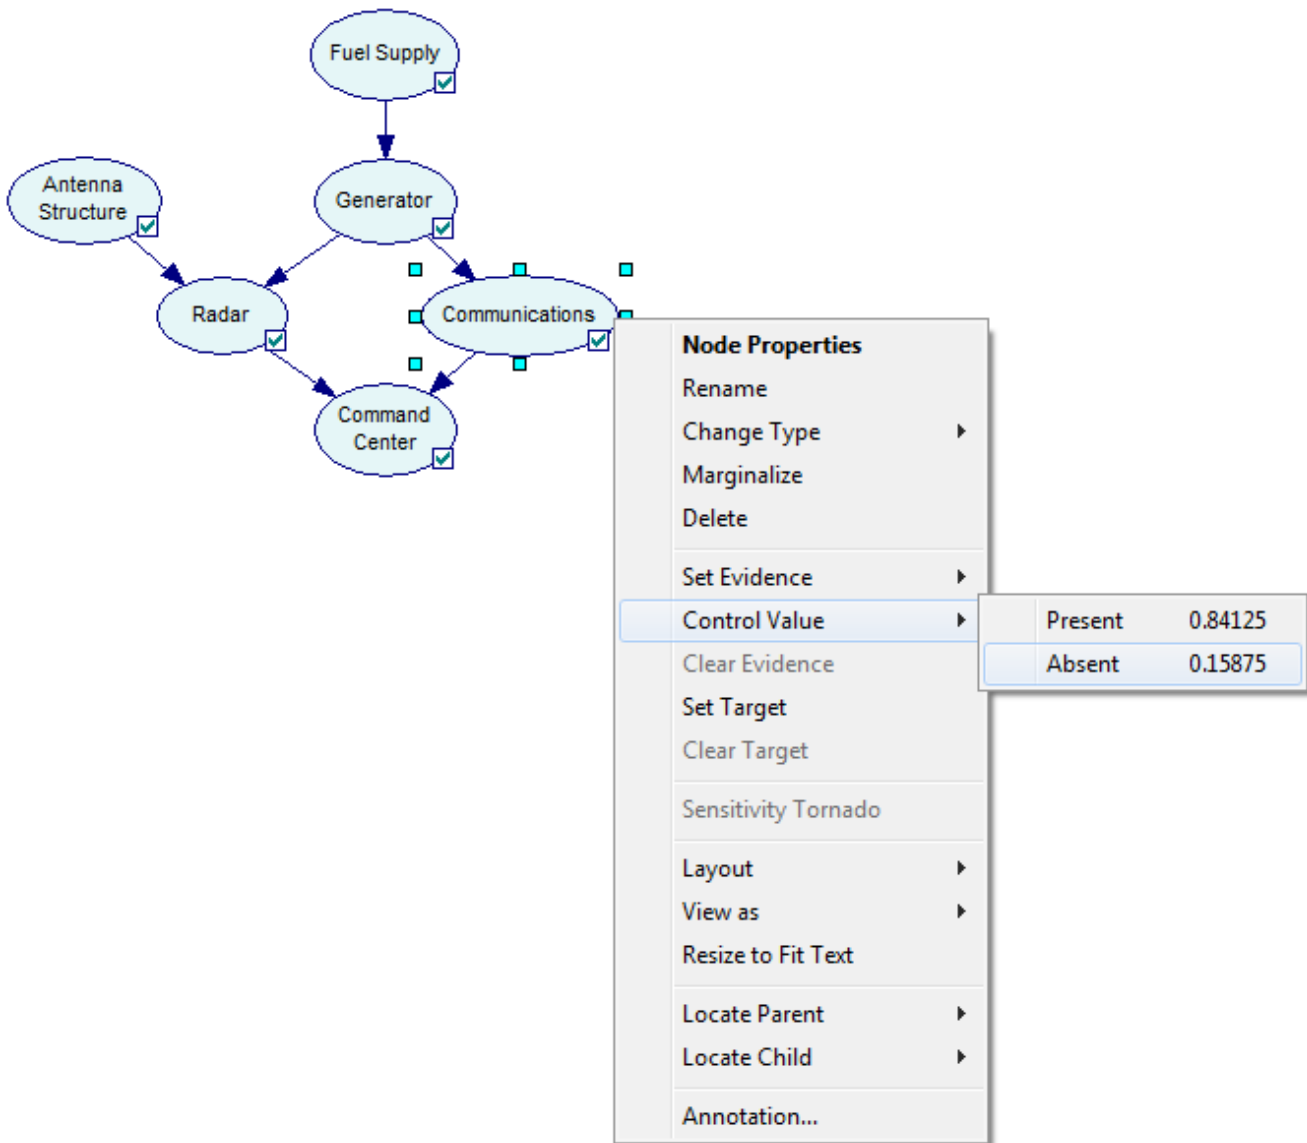 Fuel Supply
Antenna
Structure
Generator
Radar
Communications
Command
Center
Node Properties
Rename
Change Type
Marginalize
Delete
Set Evidence
Control Value
Present 0.84125
Clear Evidence
Absent 0.15875
Set Target
Clear Target
Sensitivity Tornado
Layout
View as
Resize to Fit Text
Locate Parent
Locate Child
Annotation...